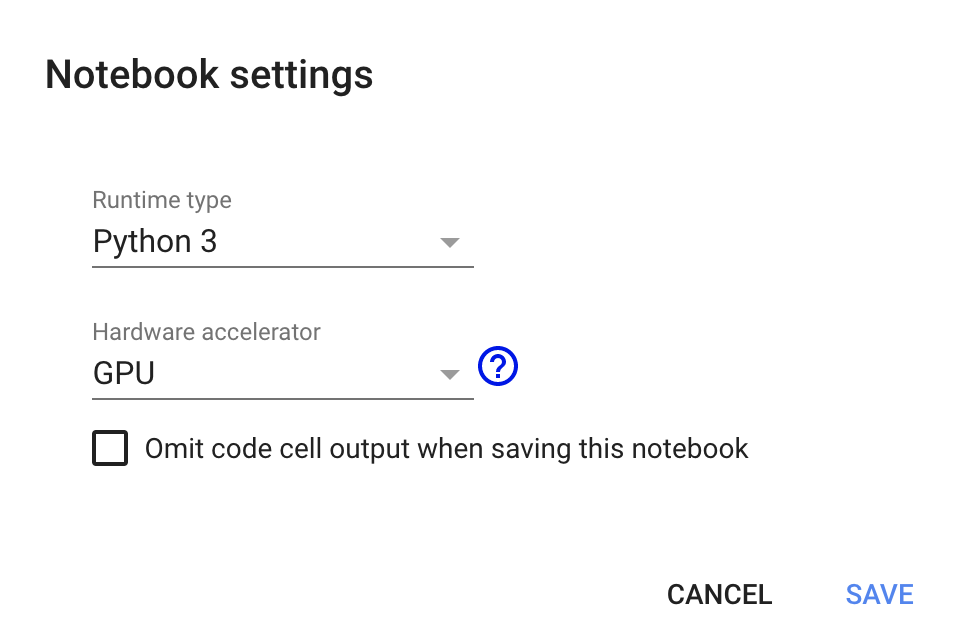 Notebook settings
Runtime type
Python 3
Hardware accelerator
GPU
?
Omit code cell output when saving this notebook
CANCEL SAVE